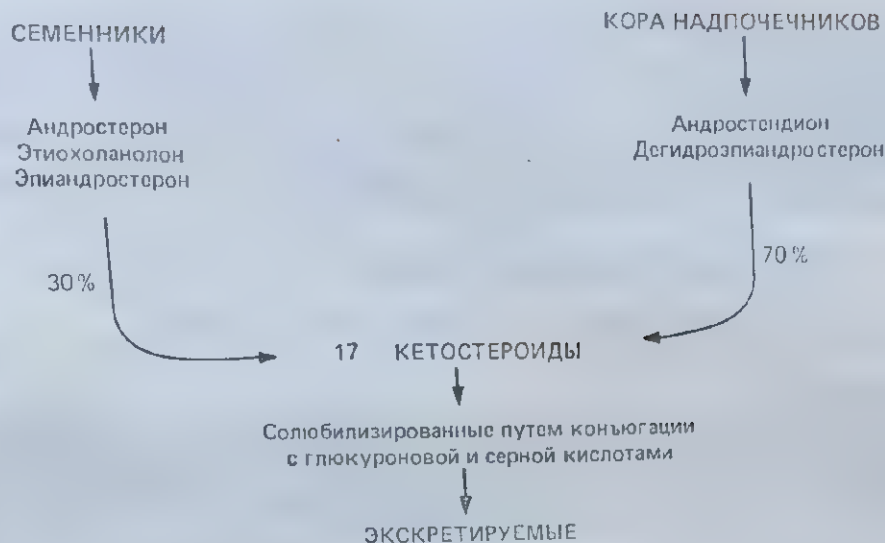 СЕМЕННИКИ
Андростерон
Этиохоланолон
Эпиандростерон
30%
КОРА НАДПОЧЕЧНИКОВ
Андростендион
Дегидроэпиандростерон
70%
17 КЕТОСТЕРОИДЫ
Солюбилизированные путем конъюгации
с глюкуроновой и серной кислотами
ЭКСКРЕТИРУЕМЫЕ